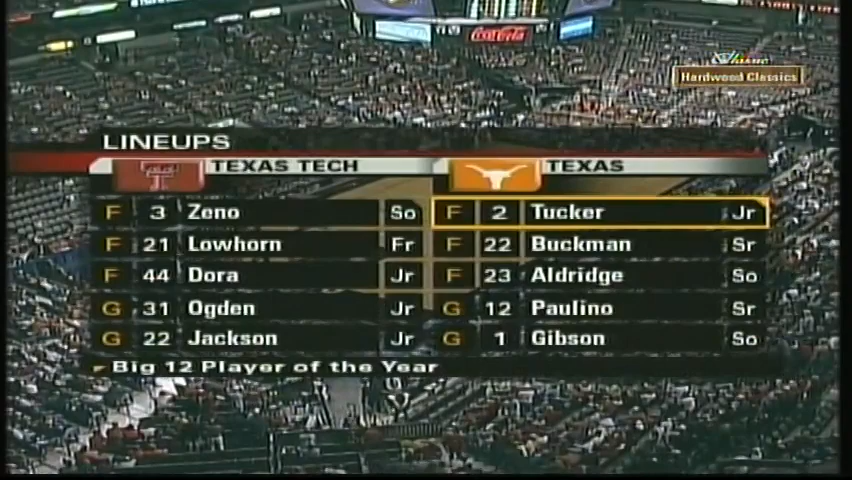 Coca-Cola
Classic
Hardwood Classics
LINEUPS
TEXAS TECH
TEXAS
F 3 Zeno So
F 2 Tucker Jr
F 21 Lowhorn Fr
F 22 Buckman Sr
F 44 Dora Jr
F 23 Aldridge So
G 31 Ogden Jr
G 12 Paulino Sr
G 22 Jackson Jr
G 1 Gibson So
Big 12 Player of the Year